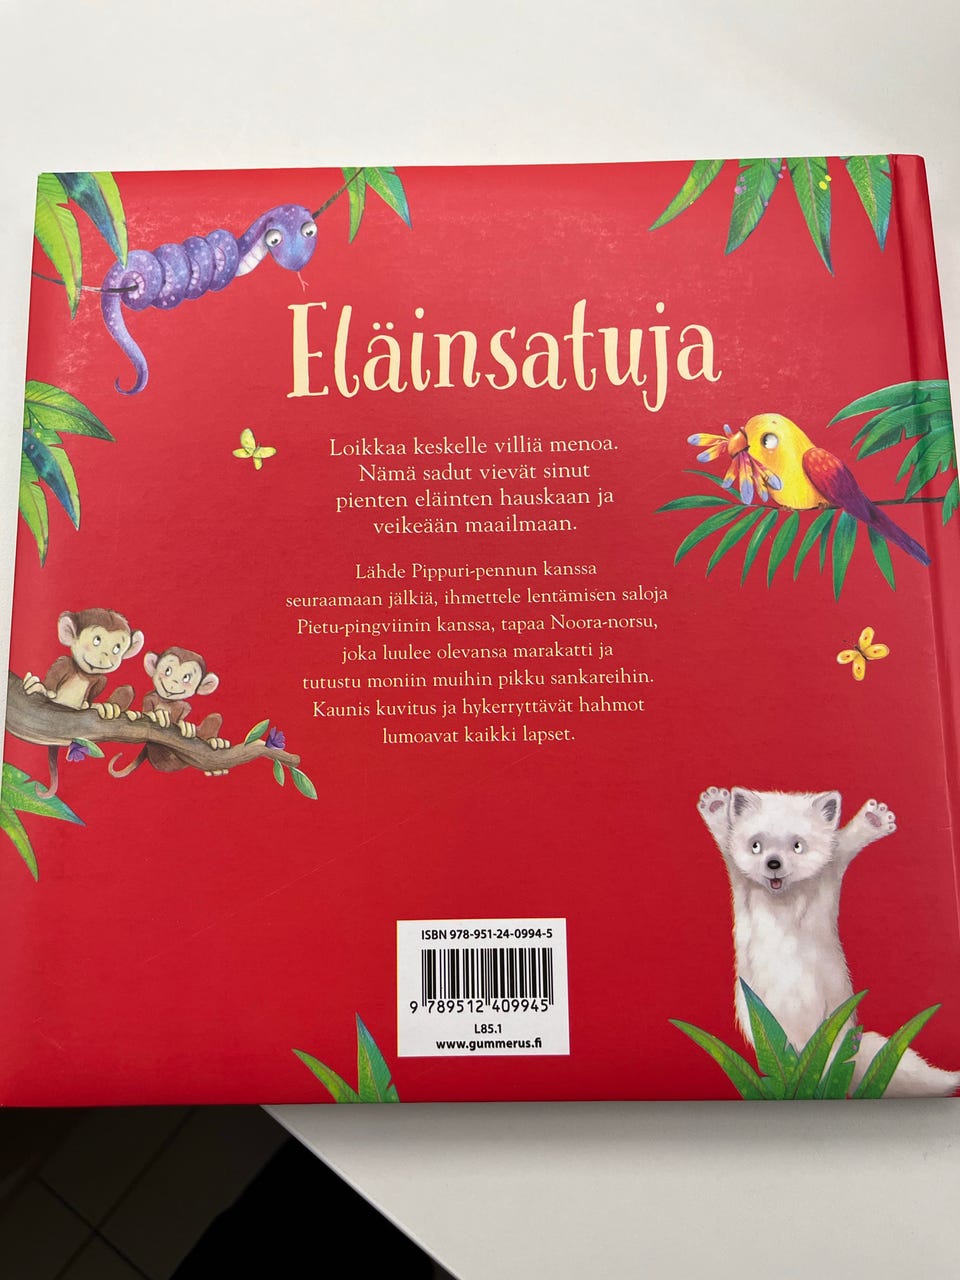 Eläinsatuja
Loikkaa keskelle villiä menoa.
Nämä sadut vievät sinut
pienten eläinten hauskaan ja
veikeään maailmaan.
Lähde Pippuri-pennun kanssa
seuraamaan jälkiä, ihmettele lentämisen saloja
Pietu-pingviinin kanssa, tapaa Noora-norsu,
joka luulee olevansa marakatti ja
tutustu moniin muihin pikku sankareihin.
Kaunis kuvitus ja hykerryttävät hahmot
lumoavat kaikki lapset.
ISBN 978-951-24-0994-5
9 789512 409945
L85.1
www.gummerus.fi